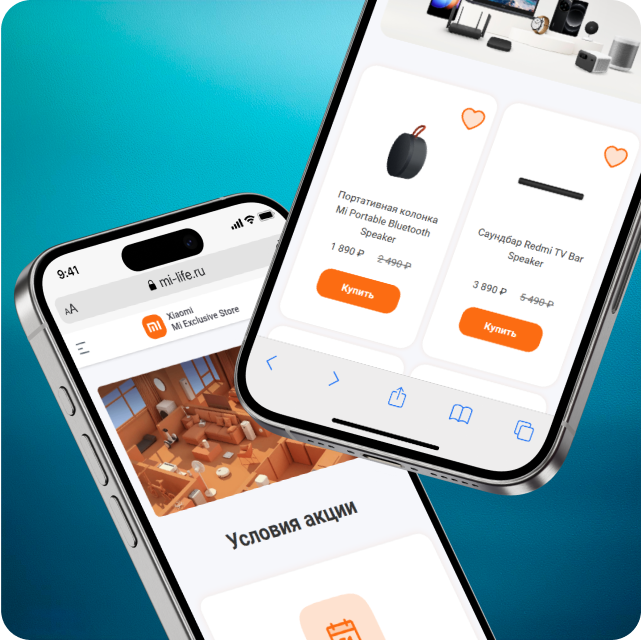 Портативная колонка
Mi Portable Bluetooth
Speaker
1 890 ₽ 2 490 ₽
Купить
Саундбар Redmi TV Bar
Speaker
3 890 ₽ 5 490 ₽
Купить
9:41
AA mi-life.ru
mi Xiaomi
Mi Exclusive Store
Условия акции